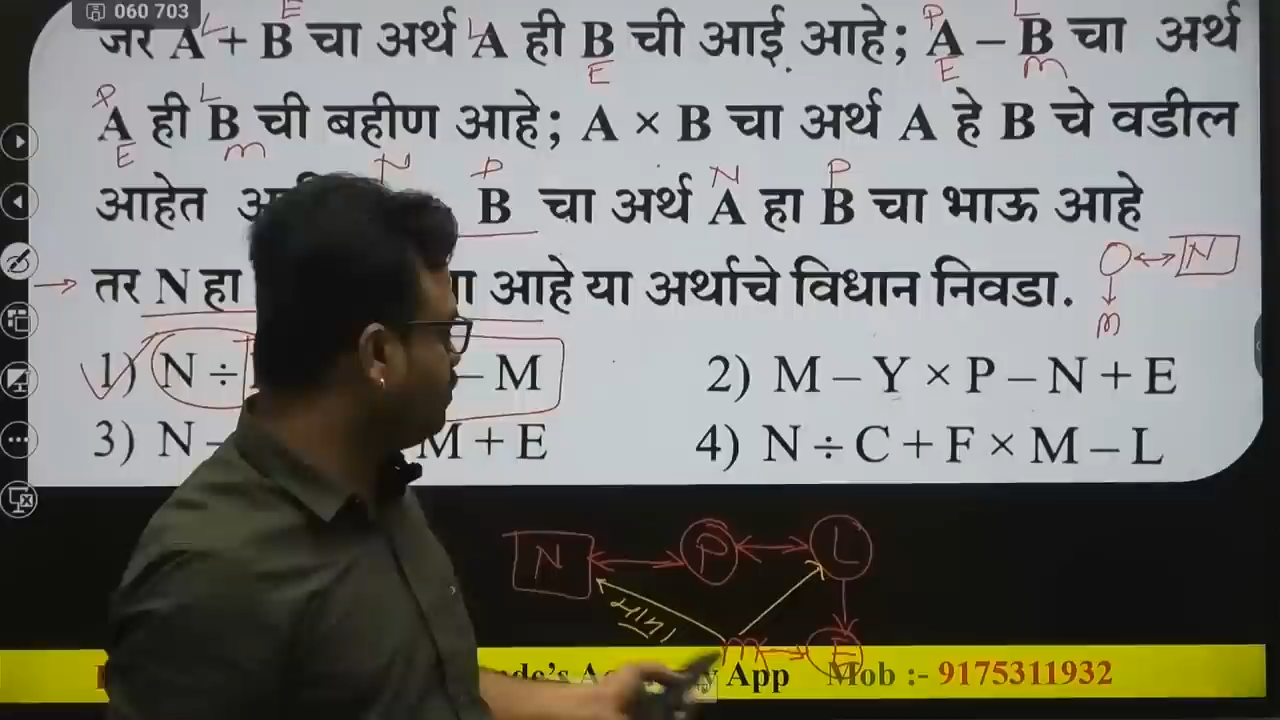 060 703
जर A + B चा अर्थ A ही B ची आई आहे; A – B चा अर्थ
A ही B ची बहीण आहे; A × B चा अर्थ A हे B चे वडील
आहेत B चा अर्थ A हा B चा भाऊ आहे
तर N हा आहे या अर्थाचे विधान निवडा.
1) N ÷ – M 2) M – Y × P – N + E
3) N – M + E 4) N ÷ C + F × M – L
N P L
मामा
M E
App Mob :- 9175311932